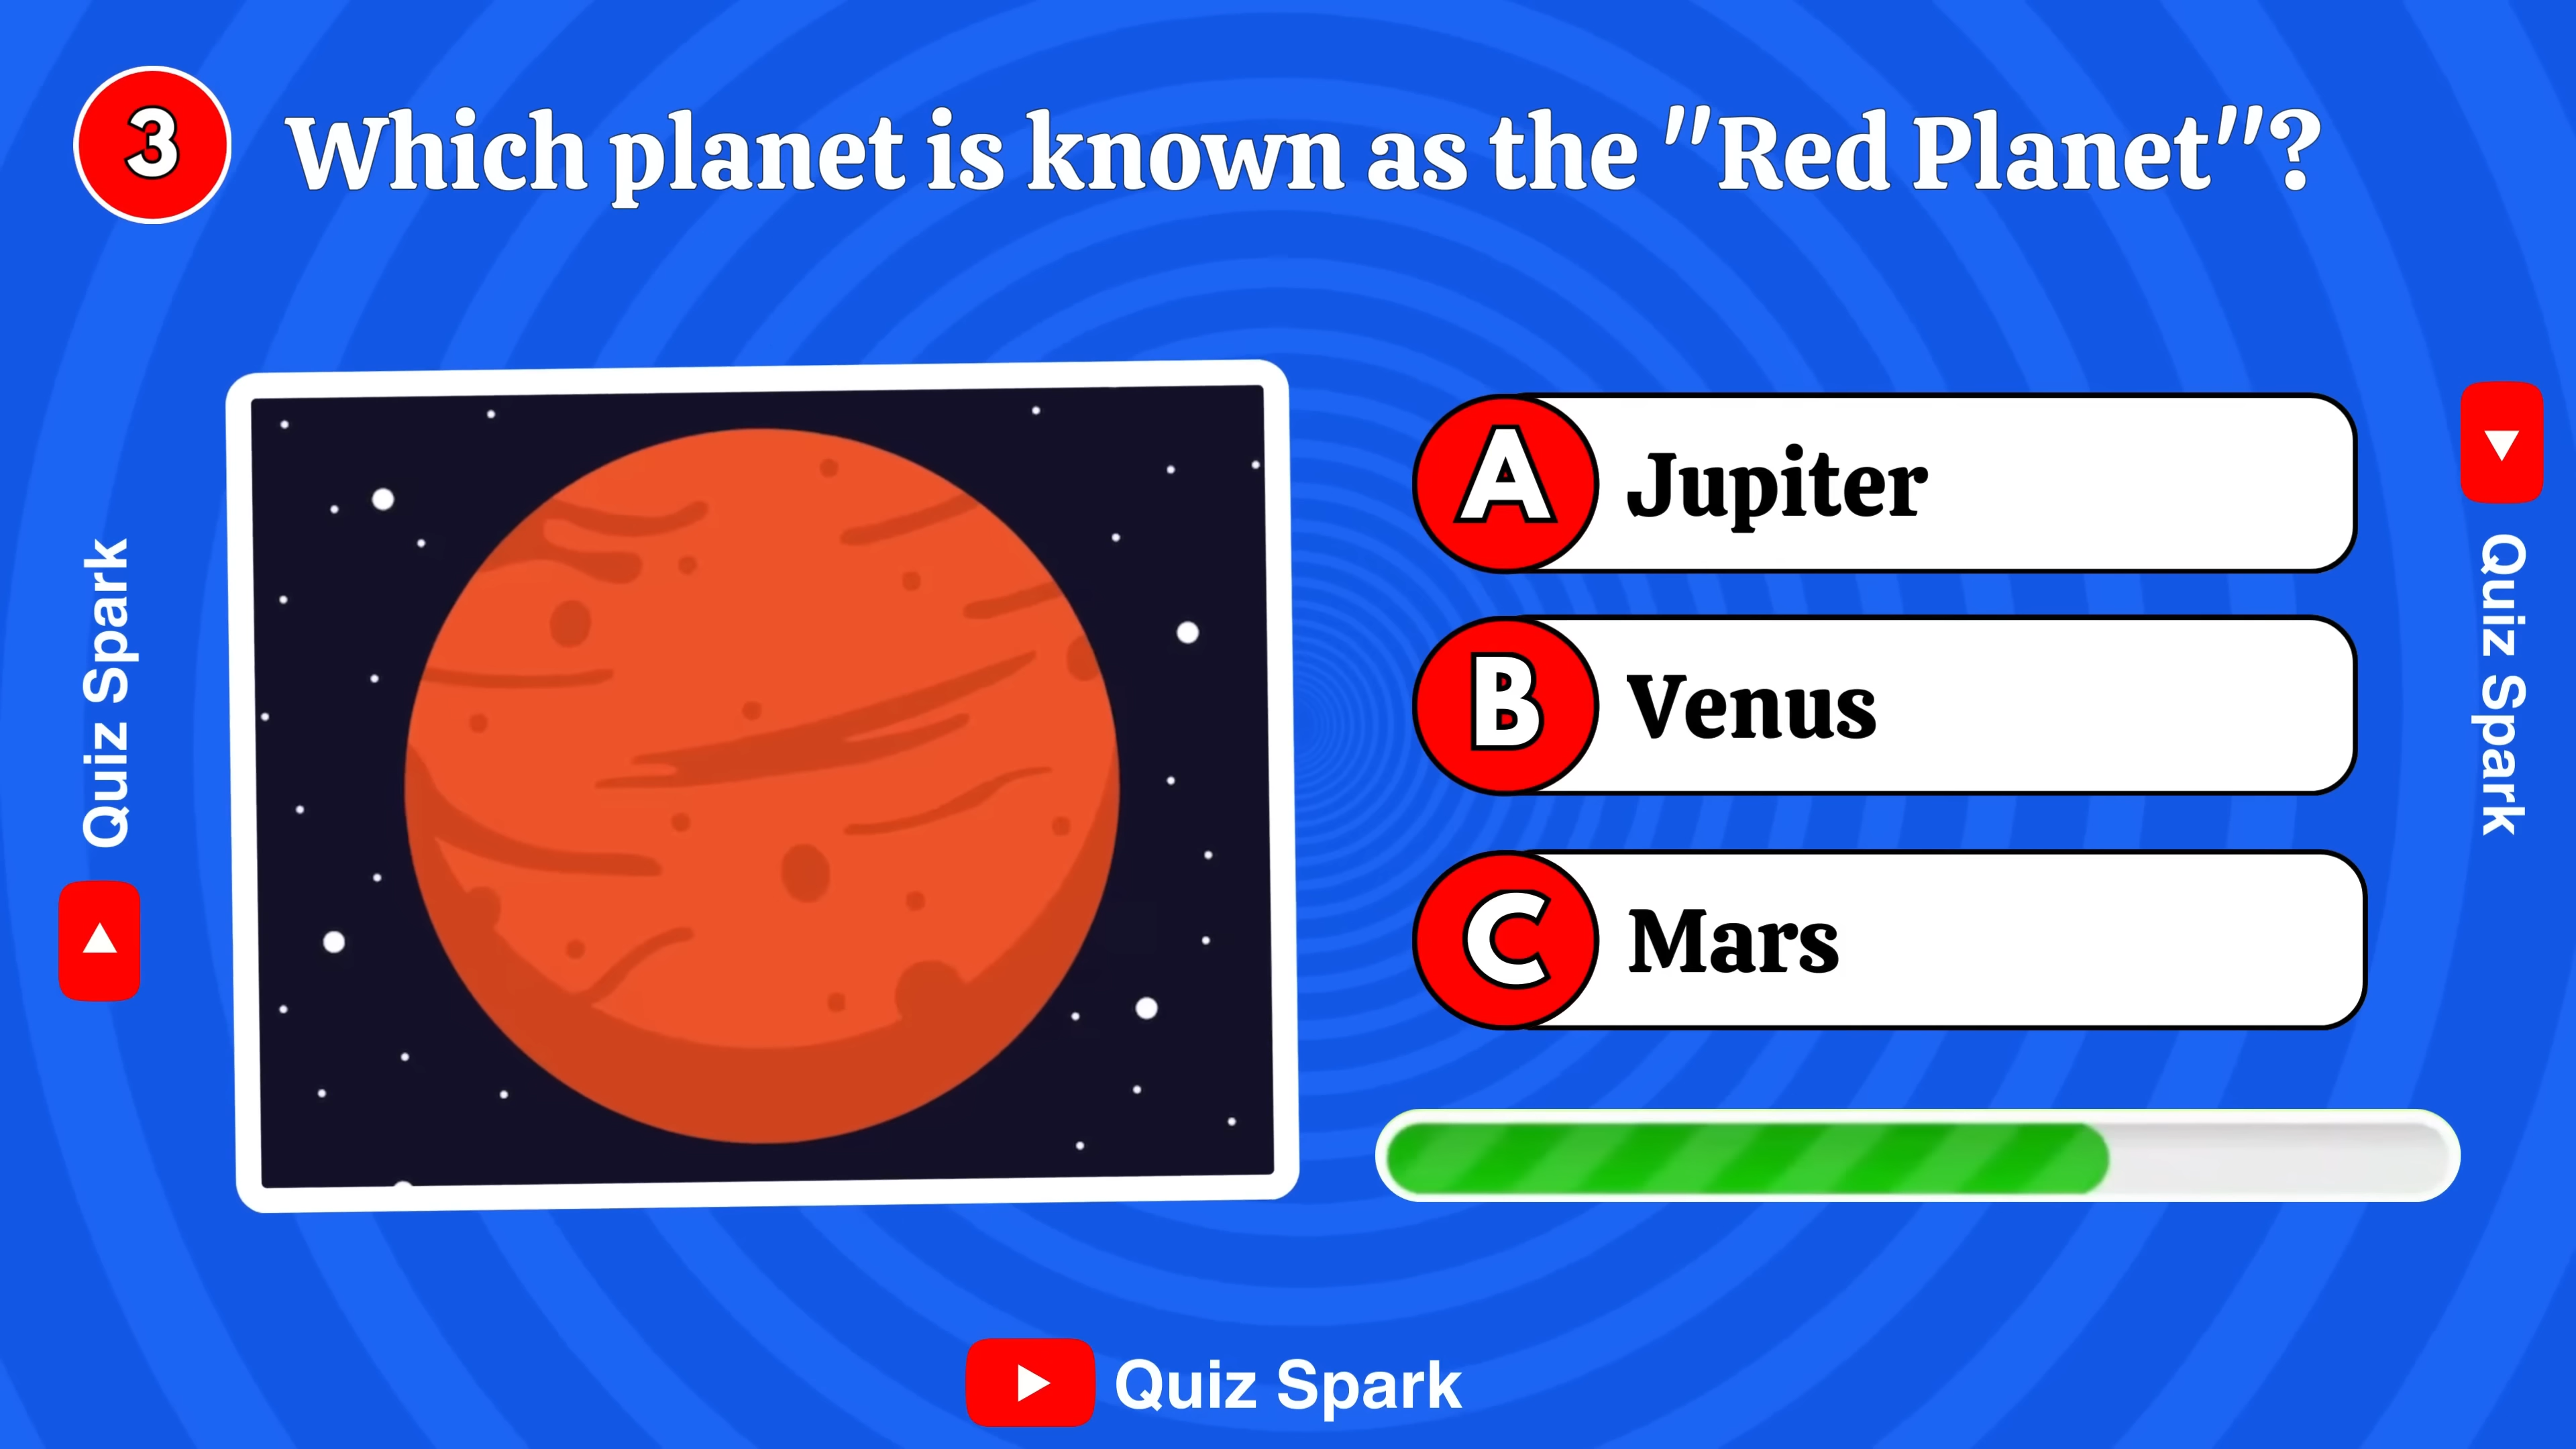 3 Which planet is known as the "Red Planet"?
A Jupiter
B Venus
C Mars
Quiz Spark
Quiz Spark
Quiz Spark